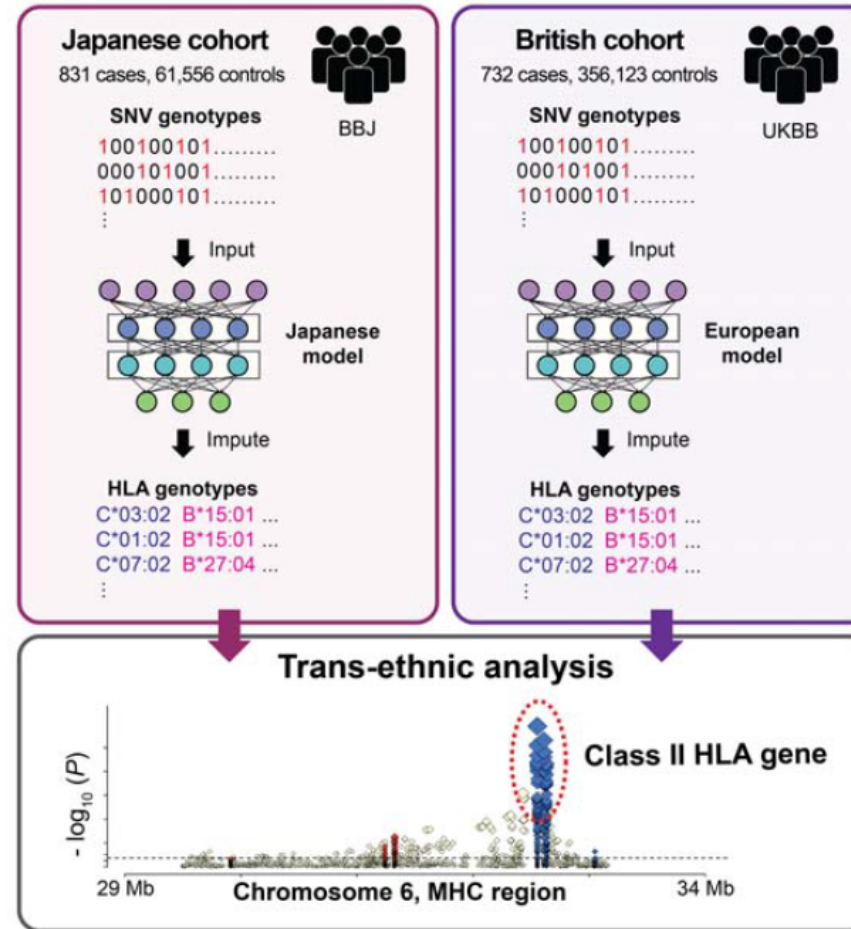 Japanese cohort
831 cases, 61,556 controls
BBJ
SNV genotypes
100100101.........
000101001.........
101000101.........
⋮
Input
Japanese
model
Impute
HLA genotypes
C*03:02 B*15:01 ...
C*01:02 B*15:01 ...
C*07:02 B*27:04 ...
⋮
British cohort
732 cases, 356,123 controls
UKBB
SNV genotypes
100100101.........
000101001.........
101000101.........
⋮
Input
European
model
Impute
HLA genotypes
C*03:02 B*15:01 ...
C*01:02 B*15:01 ...
C*07:02 B*27:04 ...
⋮
Trans-ethnic analysis
- log10 (P)
Class II HLA gene
29 Mb
Chromosome 6, MHC region
34 Mb